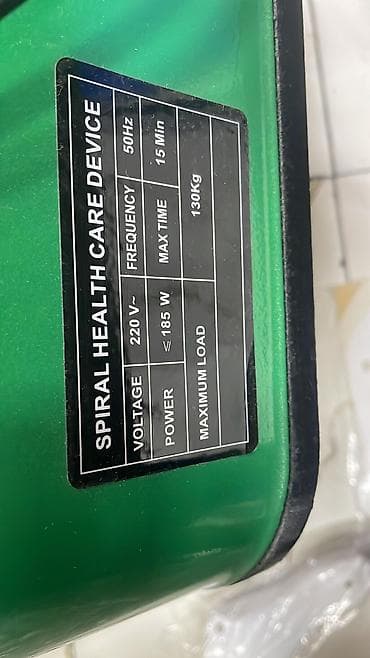 SPIRAL HEALTH CARE DEVICE
VOLTAGE 220 V~ FREQUENCY 50Hz
POWER ≤ 185 W MAX TIME 15 Min
MAXIMUM LOAD 130Kg